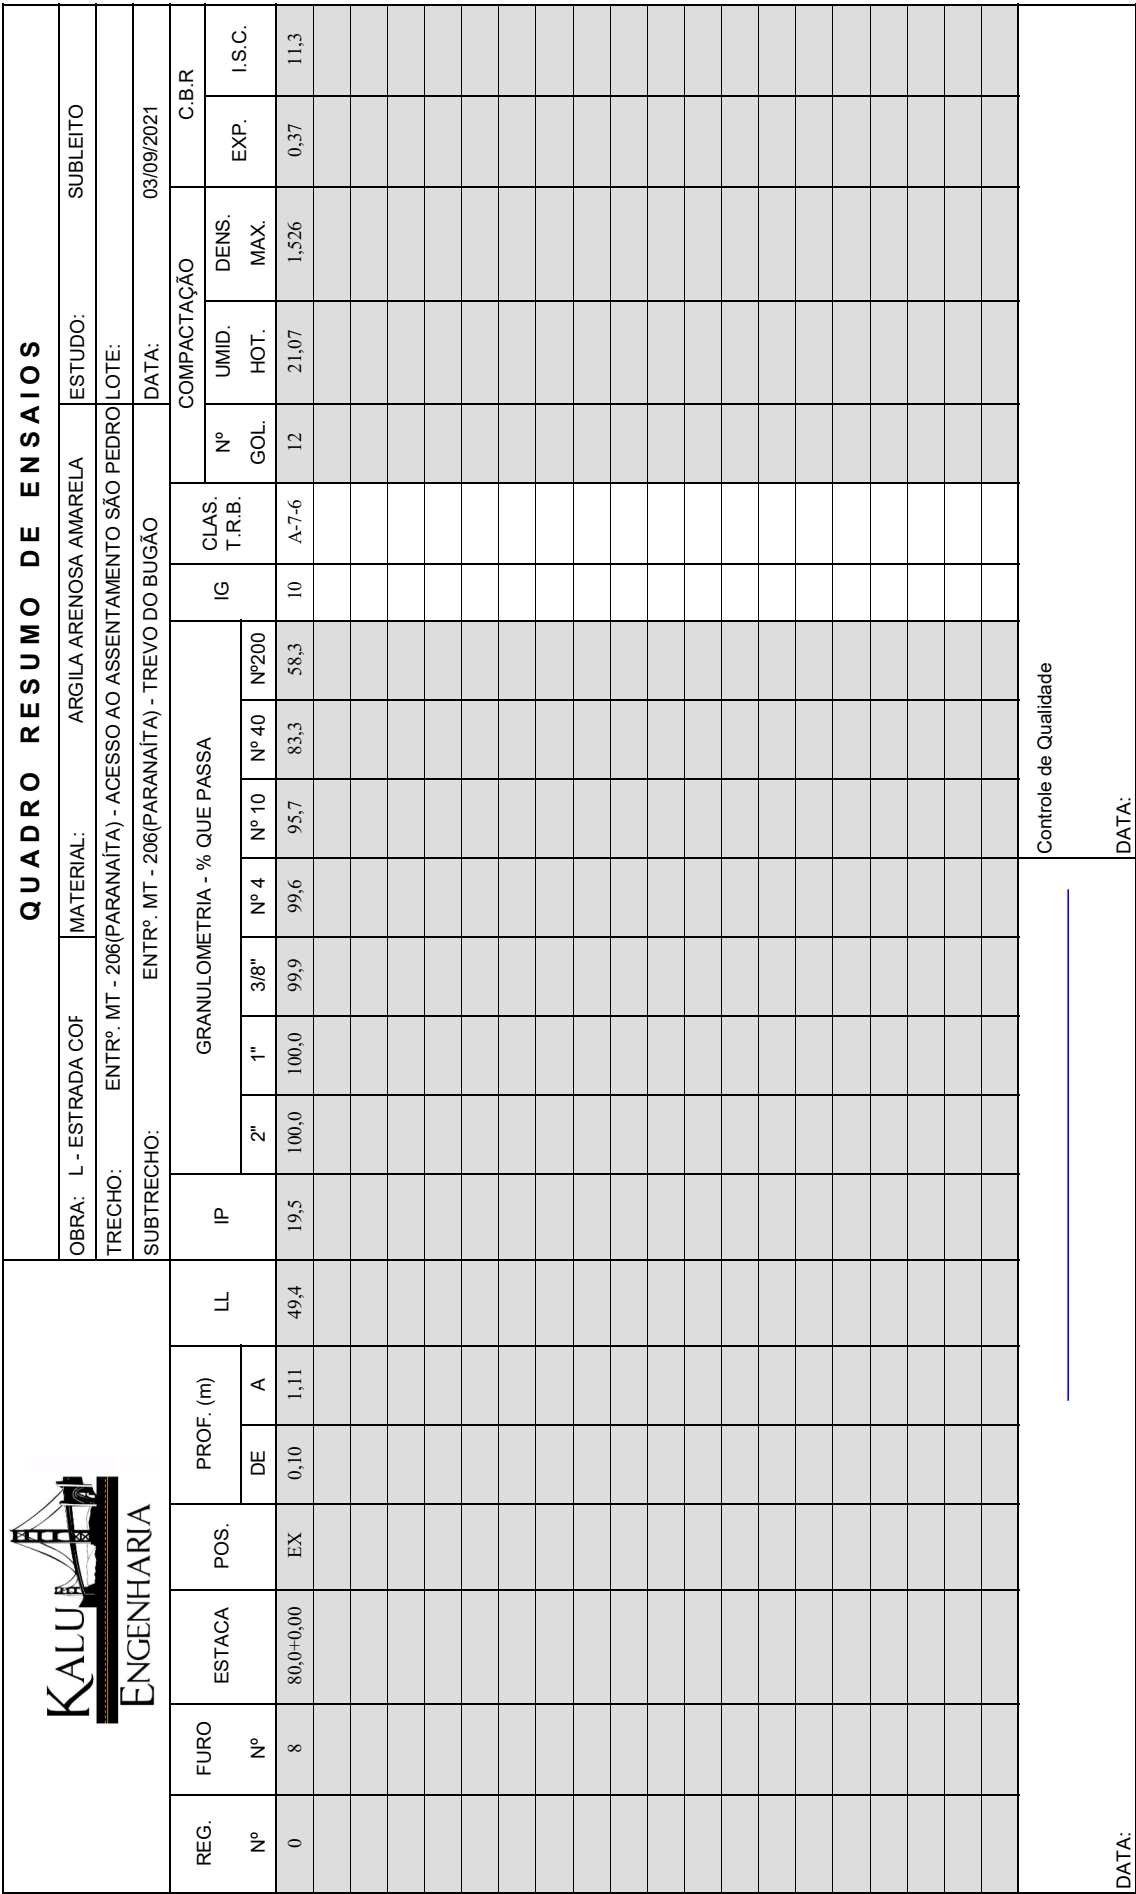 KALU
ENGENHARIA
QUADRO RESUMO DE ENSAIOS
OBRA: L - ESTRADA COF MATERIAL: ARGILA ARENOSA AMARELA ESTUDO: SUBLEITO
TRECHO: ENTRº. MT - 206(PARANAÍTA) - ACESSO AO ASSENTAMENTO SÃO PEDRO LOTE:
SUBTRECHO: ENTRº. MT - 206(PARANAÍTA) - TREVO DO BUGÃO DATA: 03/09/2021
REG. FURO ESTACA POS. PROF. (m) LL IP GRANULOMETRIA - % QUE PASSA IG CLAS. T.R.B. COMPACTAÇÃO C.B.R
Nº Nº DE A 2" 1" 3/8" Nº 4 Nº 10 Nº 40 Nº200 Nº GOL. UMID. HOT. DENS. MAX. EXP. I.S.C.
0 8 80,0+0,00 EX 0,10 1,11 49,4 19,5 100,0 100,0 99,9 99,6 95,7 83,3 58,3 10 A-7-6 12 21,07 1,526 0,37 11,3
Controle de Qualidade
DATA: DATA: